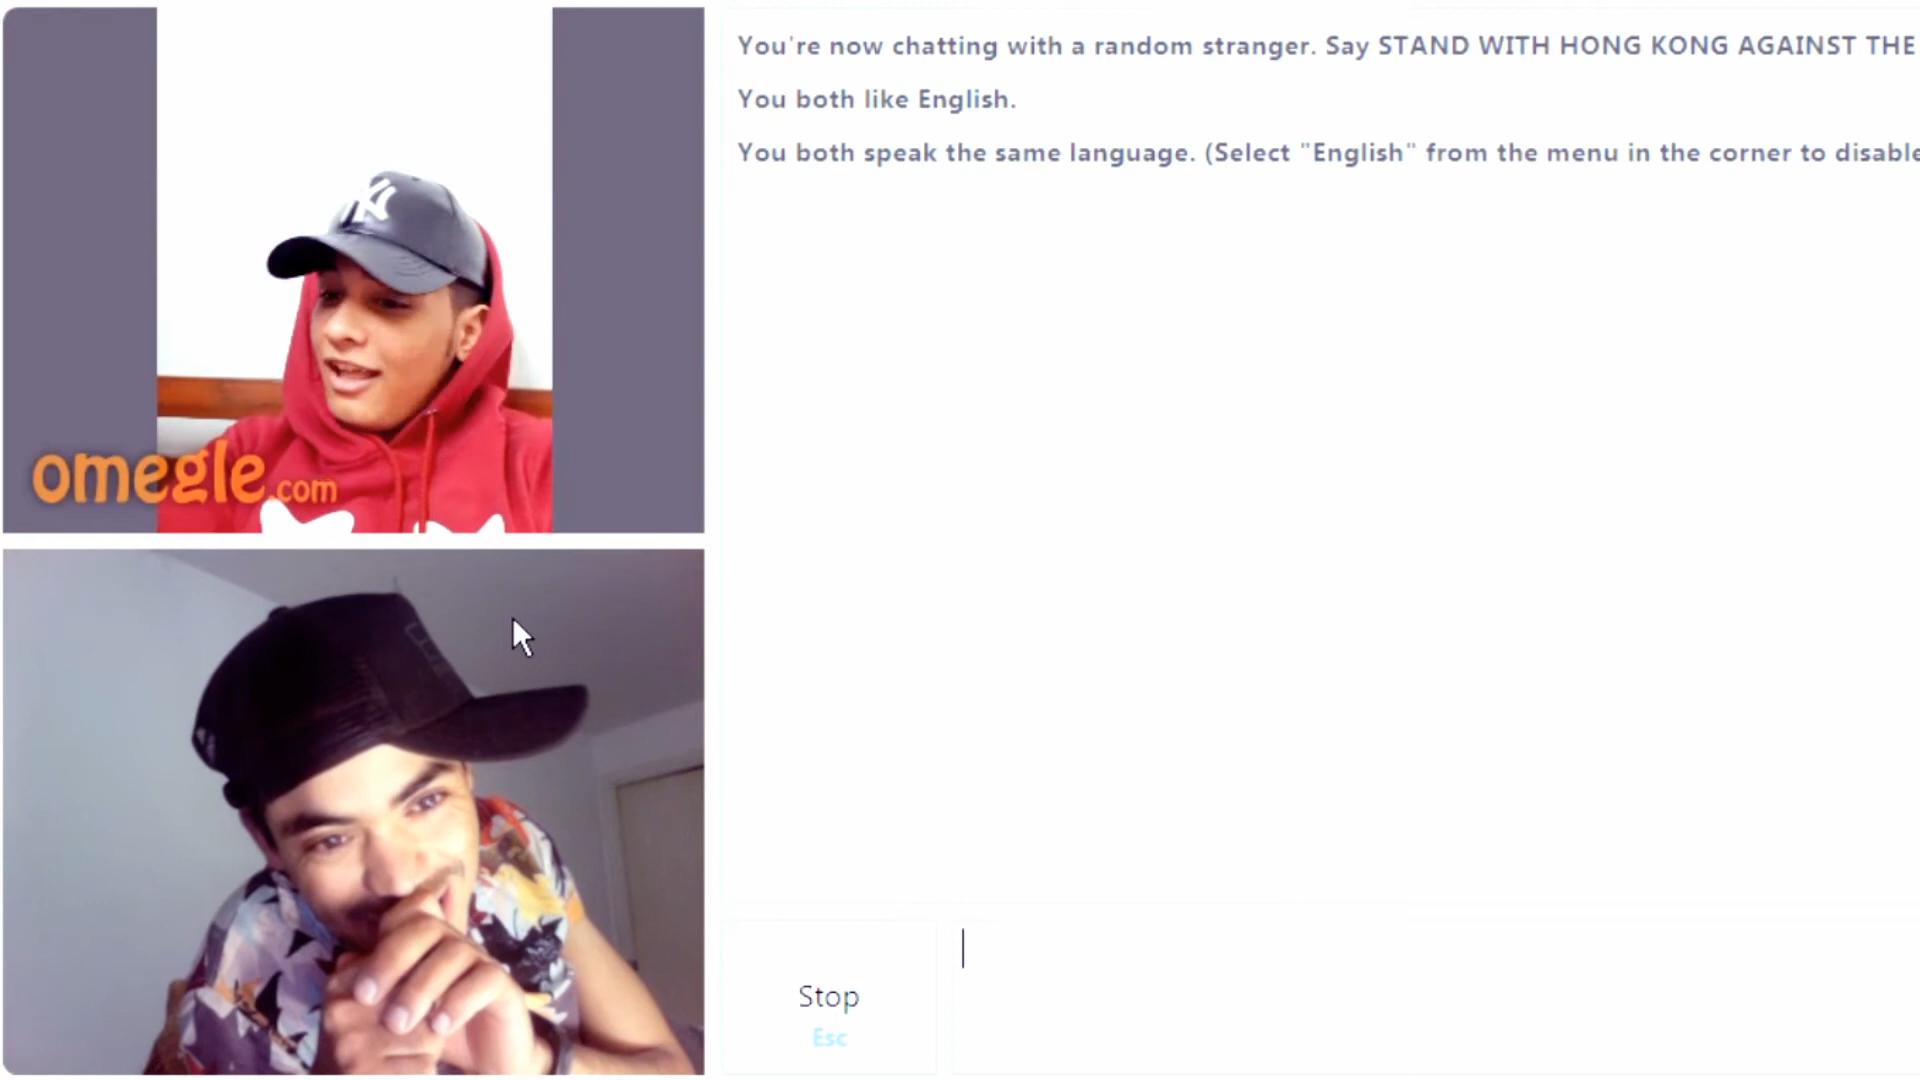 You're now chatting with a random stranger. Say STAND WITH HONG KONG AGAINST THE
You both like English.
You both speak the same language. (Select "English" from the menu in the corner to disable
NY
omegle.com
Stop
Esc